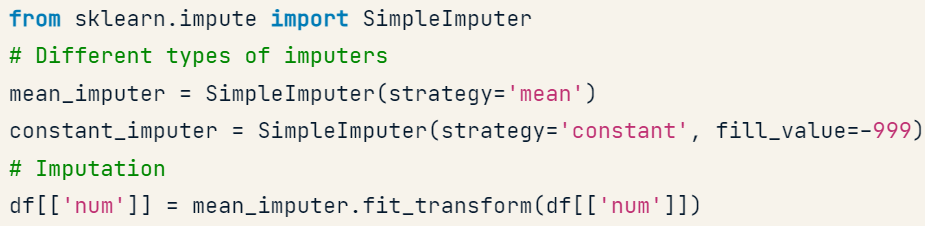 from sklearn.impute import SimpleImputer
# Different types of imputers
mean_imputer = SimpleImputer(strategy='mean')
constant_imputer = SimpleImputer(strategy='constant', fill_value=-999)
# Imputation
df[['num']] = mean_imputer.fit_transform(df[['num']])